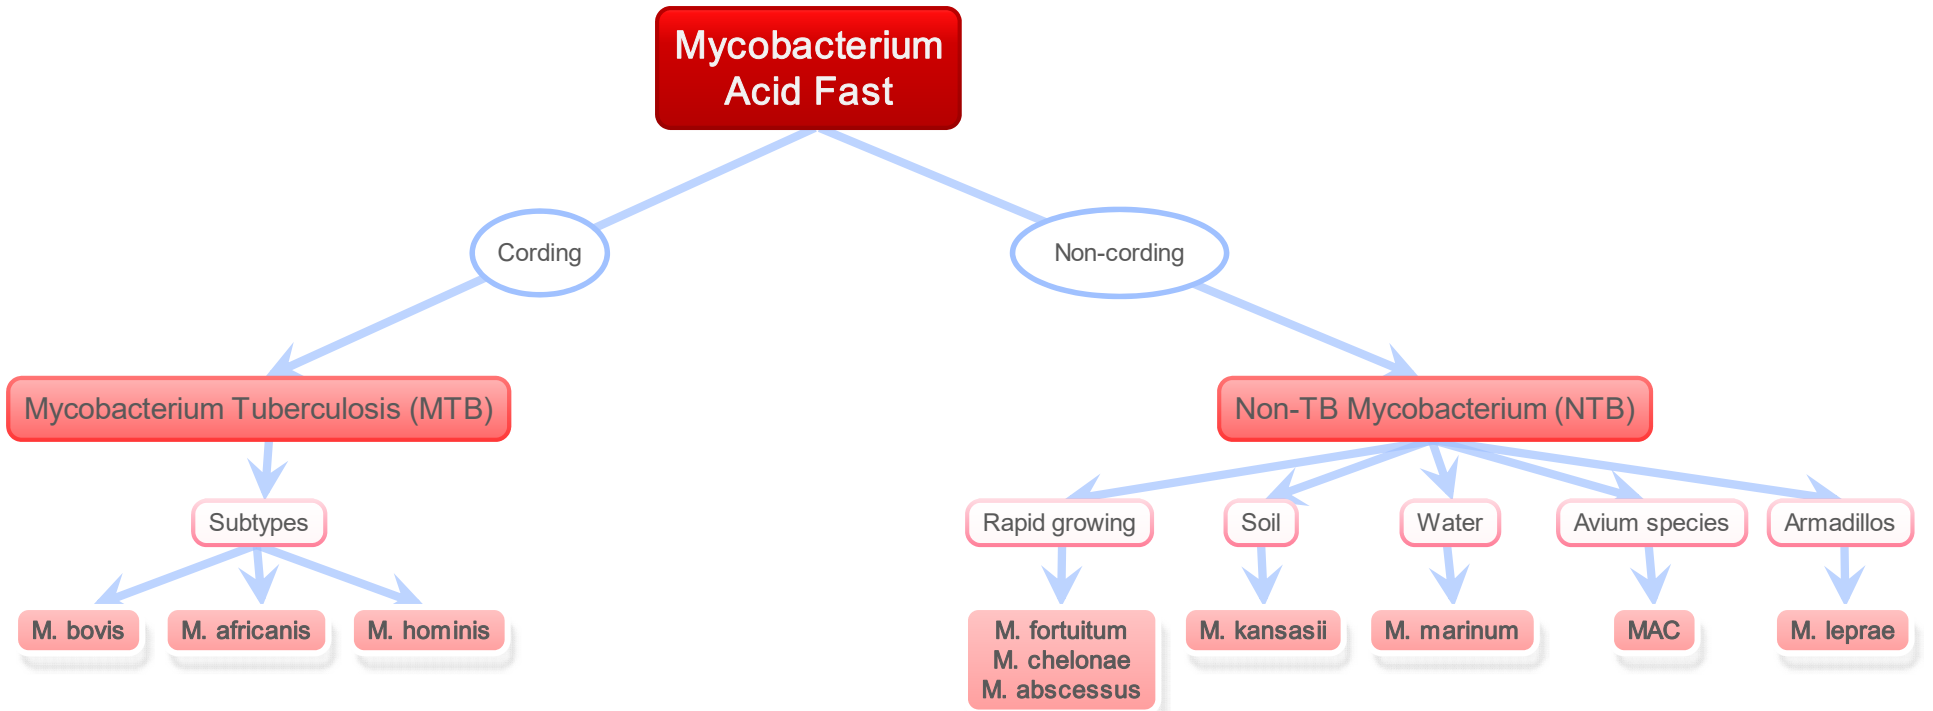 Mycobacterium
Acid Fast
Cording
Non-cording
Mycobacterium Tuberculosis (MTB)
Non-TB Mycobacterium (NTB)
Subtypes
Rapid growing
Soil
Water
Avium species
Armadillos
M. bovis
M. africanis
M. hominis
M. fortuitum
M. chelonae
M. abscessus
M. kansasii
M. marinum
MAC
M. leprae